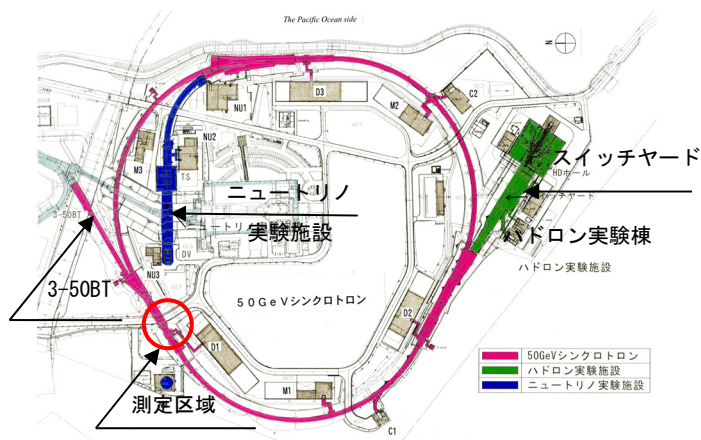 The Pacific Ocean side
N
D3
M2
C2
NU1
NU2
M3
TS
スイッチヤード
HDホール
ニュートリノ
実験施設
3-50BT
DV
ハドロン実験棟
NU3
ハドロン実験施設
3-50BT
50GeVシンクロトロン
D2
D1
50GeVシンクロトロン
ハドロン実験施設
ニュートリノ実験施設
M1
測定区域
C1